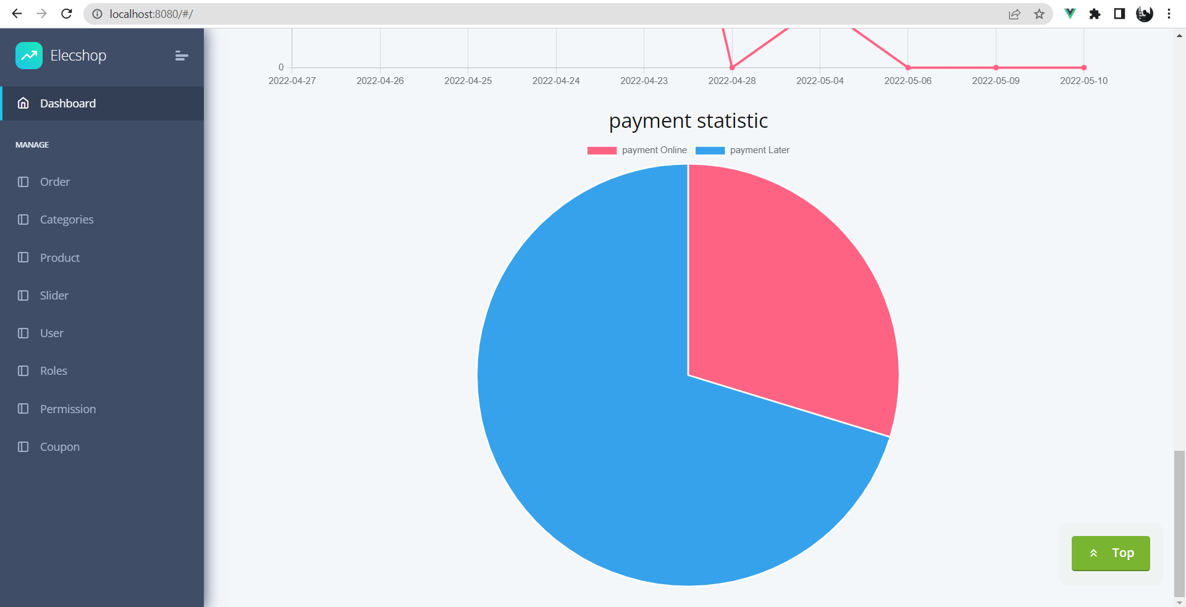 localhost:8080/#/
Elecshop
Dashboard
MANAGE
Order
Categories
Product
Slider
User
Roles
Permission
Coupon
0
2022-04-27 2022-04-26 2022-04-25 2022-04-24 2022-04-23 2022-04-28 2022-05-04 2022-05-06 2022-05-09 2022-05-10
payment statistic
payment Online payment Later
Top